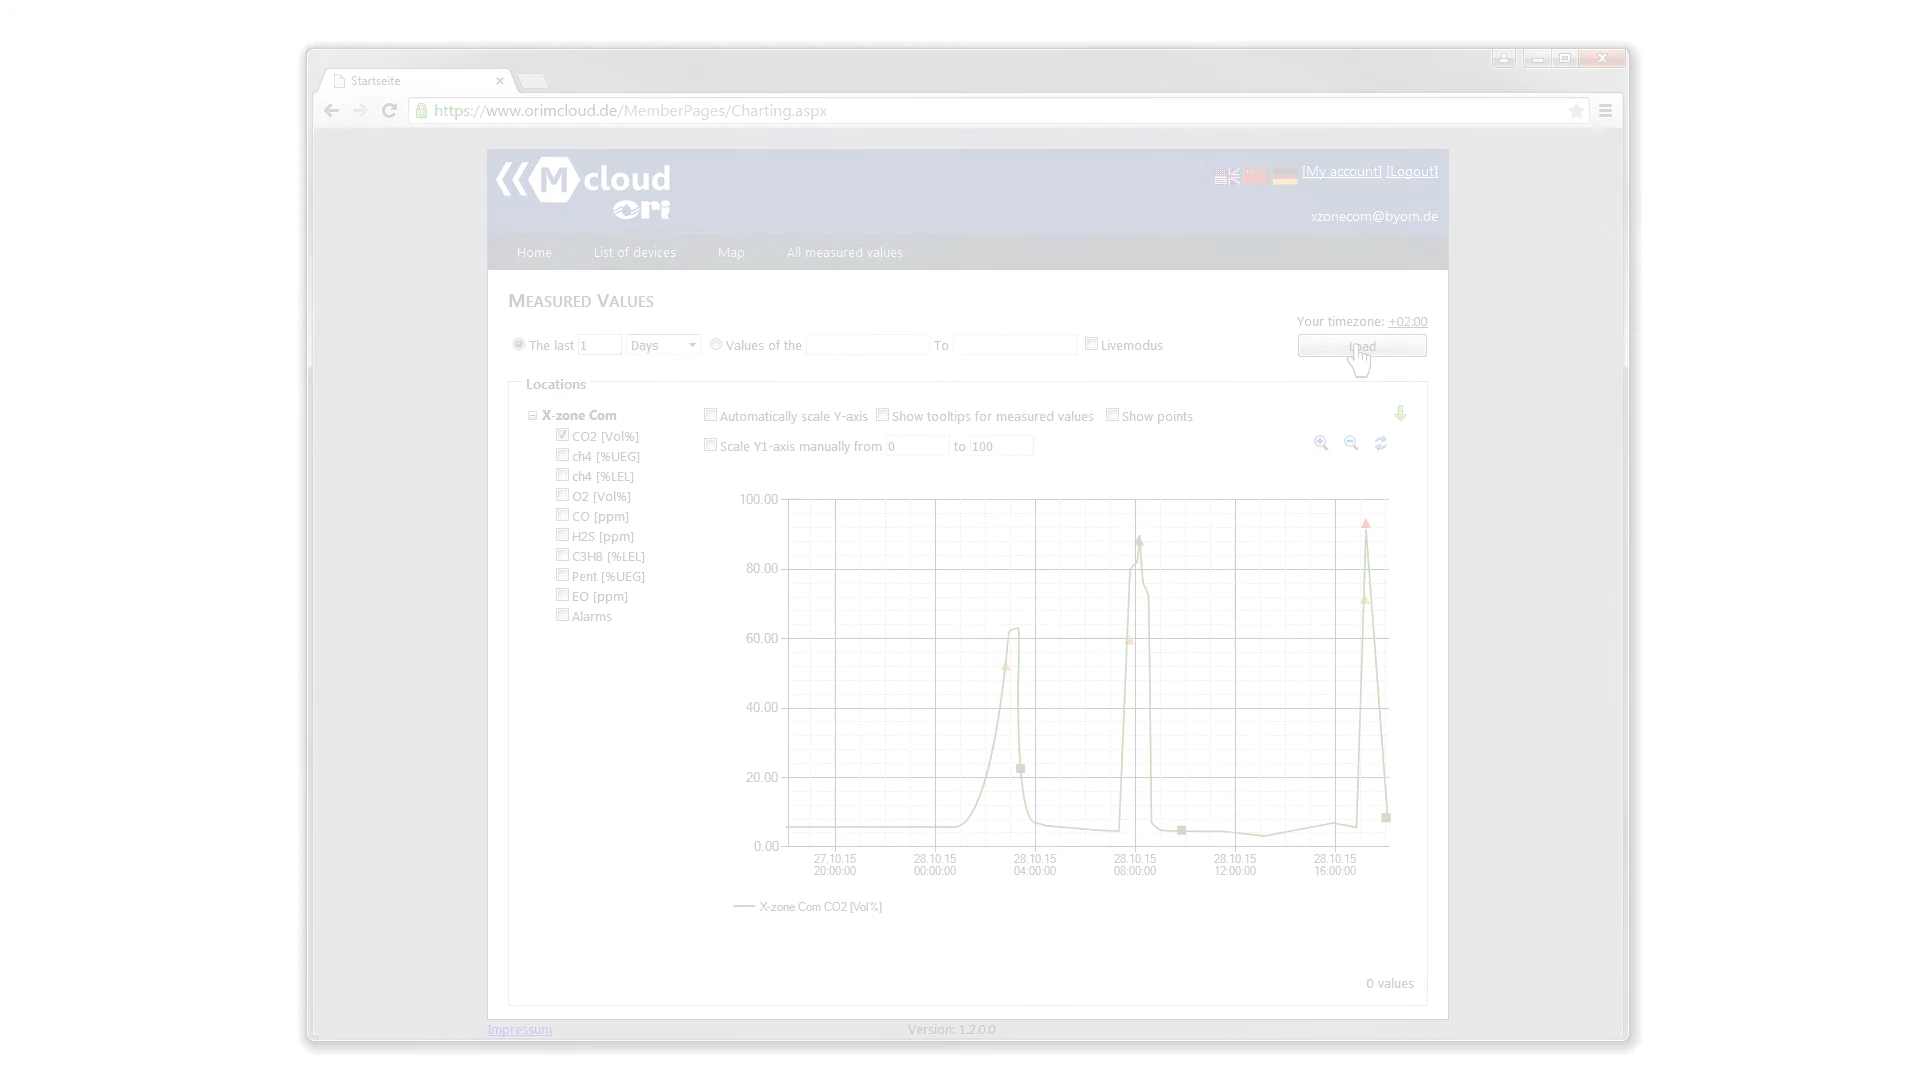 Startseite
https://www.orimcloud.de/MemberPages/Charting.aspx
M cloud
ori
[My account] [Logout]
xzonecom@byom.de
Home List of devices Map All measured values
MEASURED VALUES
Your timezone: +02:00
The last 1 Days Values of the To Livemodus Load
Locations
X-zone Com
CO2 [Vol%]
ch4 [%UEG]
ch4 [%LEL]
O2 [Vol%]
CO [ppm]
H2S [ppm]
C3H8 [%LEL]
Pent [%UEG]
EO [ppm]
Alarms
Automatically scale Y-axis Show tooltips for measured values Show points
Scale Y1-axis manually from 0 to 100
100.00
80.00
60.00
40.00
20.00
0.00
27.10.15 28.10.15 28.10.15 28.10.15 28.10.15 28.10.15
20:00:00 00:00:00 04:00:00 08:00:00 12:00:00 16:00:00
X-zone Com CO2 [Vol%]
0 values
Impressum Version: 1.2.0.0